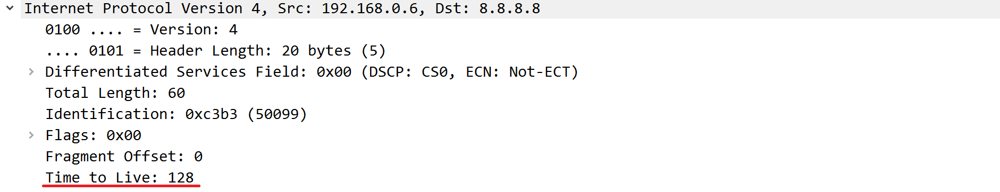 Internet Protocol Version 4, Src: 192.168.0.6, Dst: 8.8.8.8
0100 .... = Version: 4
.... 0101 = Header Length: 20 bytes (5)
Differentiated Services Field: 0x00 (DSCP: CS0, ECN: Not-ECT)
Total Length: 60
Identification: 0xc3b3 (50099)
Flags: 0x00
Fragment Offset: 0
Time to Live: 128